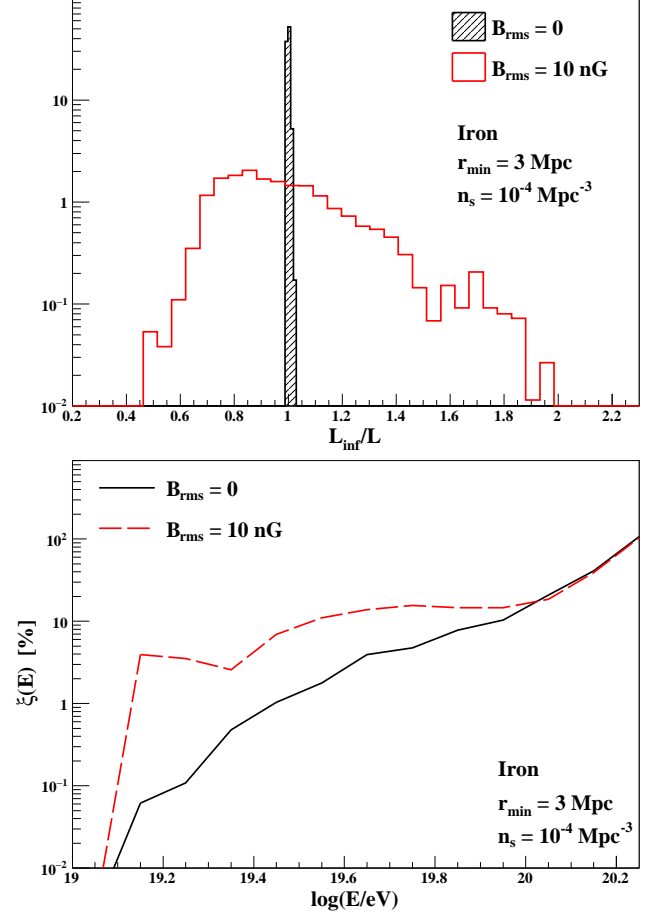 B_rms = 0
B_rms = 10 nG
10
Iron
r_min = 3 Mpc
n_s = 10^-4 Mpc^-3
1
10^-1
10^-2
0.2 0.4 0.6 0.8 1 1.2 1.4 1.6 1.8 2 2.2
L_inf/L
B_rms = 0
B_rms = 10 nG
10^2
10
1
10^-1
10^-2
ξ(E) [%]
Iron
r_min = 3 Mpc
n_s = 10^-4 Mpc^-3
19 19.2 19.4 19.6 19.8 20 20.2
log(E/eV)